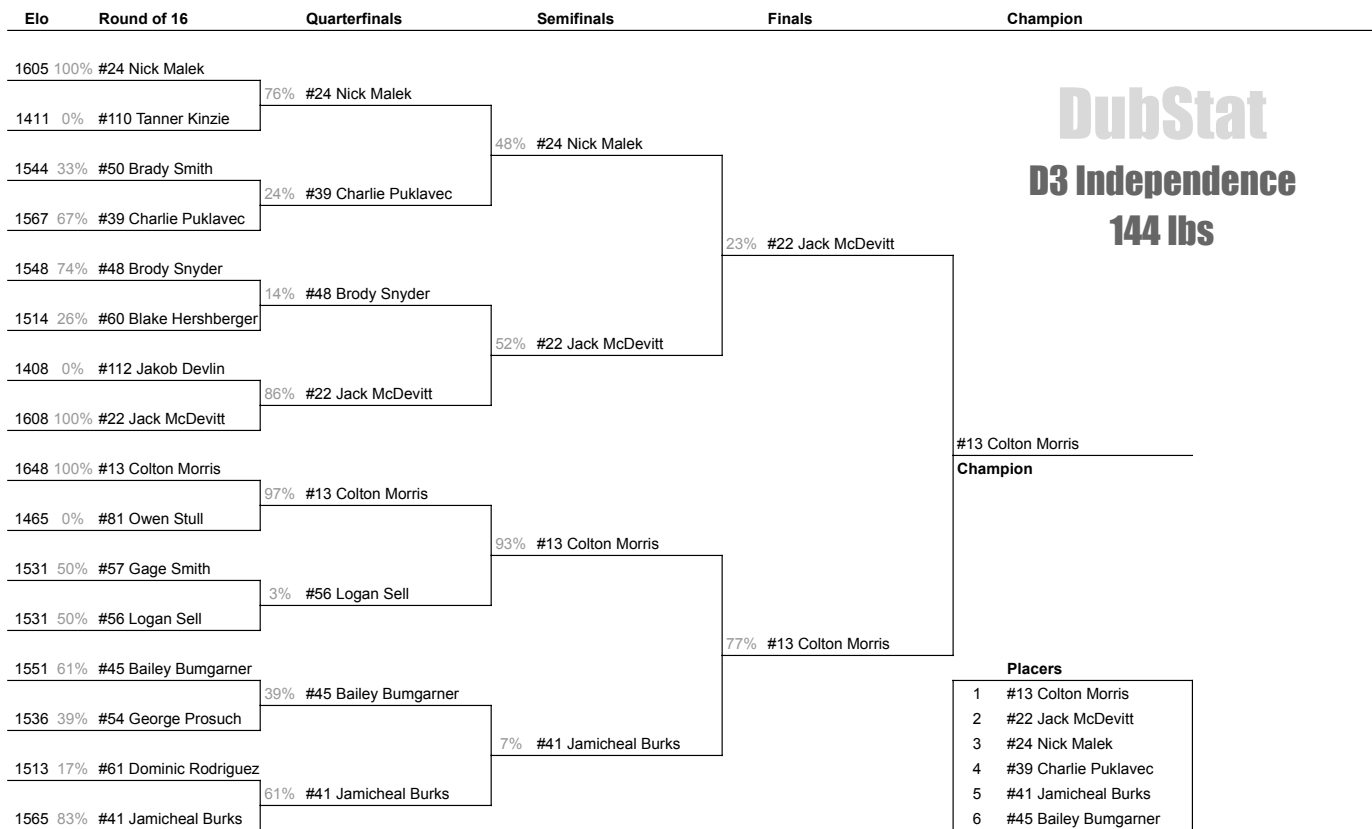 Elo Round of 16 Quarterfinals Semifinals Finals Champion
1605 100% #24 Nick Malek
76% #24 Nick Malek
DubStat
1411 0% #110 Tanner Kinzie
48% #24 Nick Malek
1544 33% #50 Brady Smith
D3 Independence
24% #39 Charlie Puklavec
1567 67% #39 Charlie Puklavec
144 lbs
23% #22 Jack McDevitt
1548 74% #48 Brody Snyder
14% #48 Brody Snyder
1514 26% #60 Blake Hershberger
52% #22 Jack McDevitt
1408 0% #112 Jakob Devlin
86% #22 Jack McDevitt
1608 100% #22 Jack McDevitt
#13 Colton Morris
1648 100% #13 Colton Morris
Champion
97% #13 Colton Morris
1465 0% #81 Owen Stull
93% #13 Colton Morris
1531 50% #57 Gage Smith
3% #56 Logan Sell
1531 50% #56 Logan Sell
77% #13 Colton Morris
1551 61% #45 Bailey Bumgarner
Placers
39% #45 Bailey Bumgarner
1 #13 Colton Morris
1536 39% #54 George Prosuch
2 #22 Jack McDevitt
7% #41 Jamicheal Burks
3 #24 Nick Malek
1513 17% #61 Dominic Rodriguez
4 #39 Charlie Puklavec
61% #41 Jamicheal Burks
5 #41 Jamicheal Burks
1565 83% #41 Jamicheal Burks
6 #45 Bailey Bumgarner